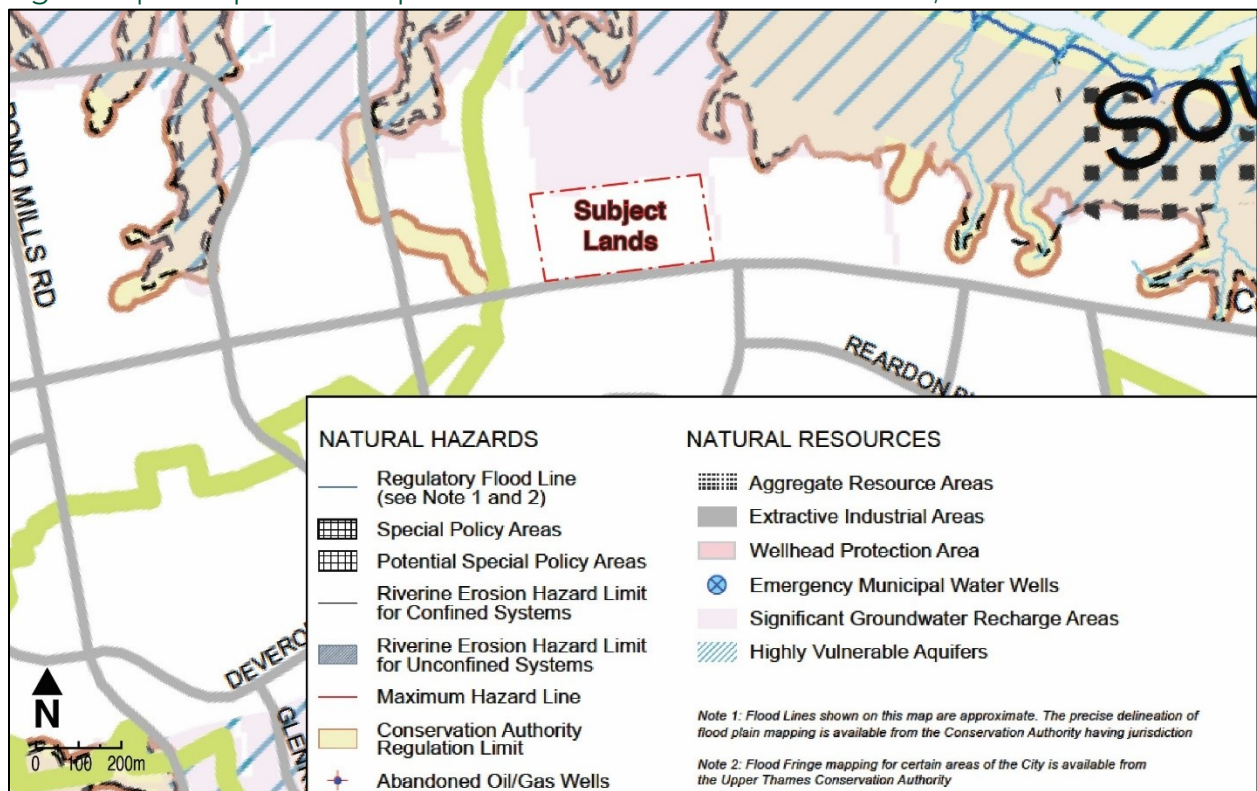 POND MILLS RD
Sou
Subject
Lands
REARDON
DEVERO
GLENR
N
0 100 200m
NATURAL HAZARDS
Regulatory Flood Line
(see Note 1 and 2)
Special Policy Areas
Potential Special Policy Areas
Riverine Erosion Hazard Limit
for Confined Systems
Riverine Erosion Hazard Limit
for Unconfined Systems
Maximum Hazard Line
Conservation Authority
Regulation Limit
Abandoned Oil/Gas Wells
NATURAL RESOURCES
Aggregate Resource Areas
Extractive Industrial Areas
Wellhead Protection Area
Emergency Municipal Water Wells
Significant Groundwater Recharge Areas
Highly Vulnerable Aquifers
Note 1: Flood Lines shown on this map are approximate. The precise delineation of
flood plain mapping is available from the Conservation Authority having jurisdiction
Note 2: Flood Fringe mapping for certain areas of the City is available from
the Upper Thames Conservation Authority